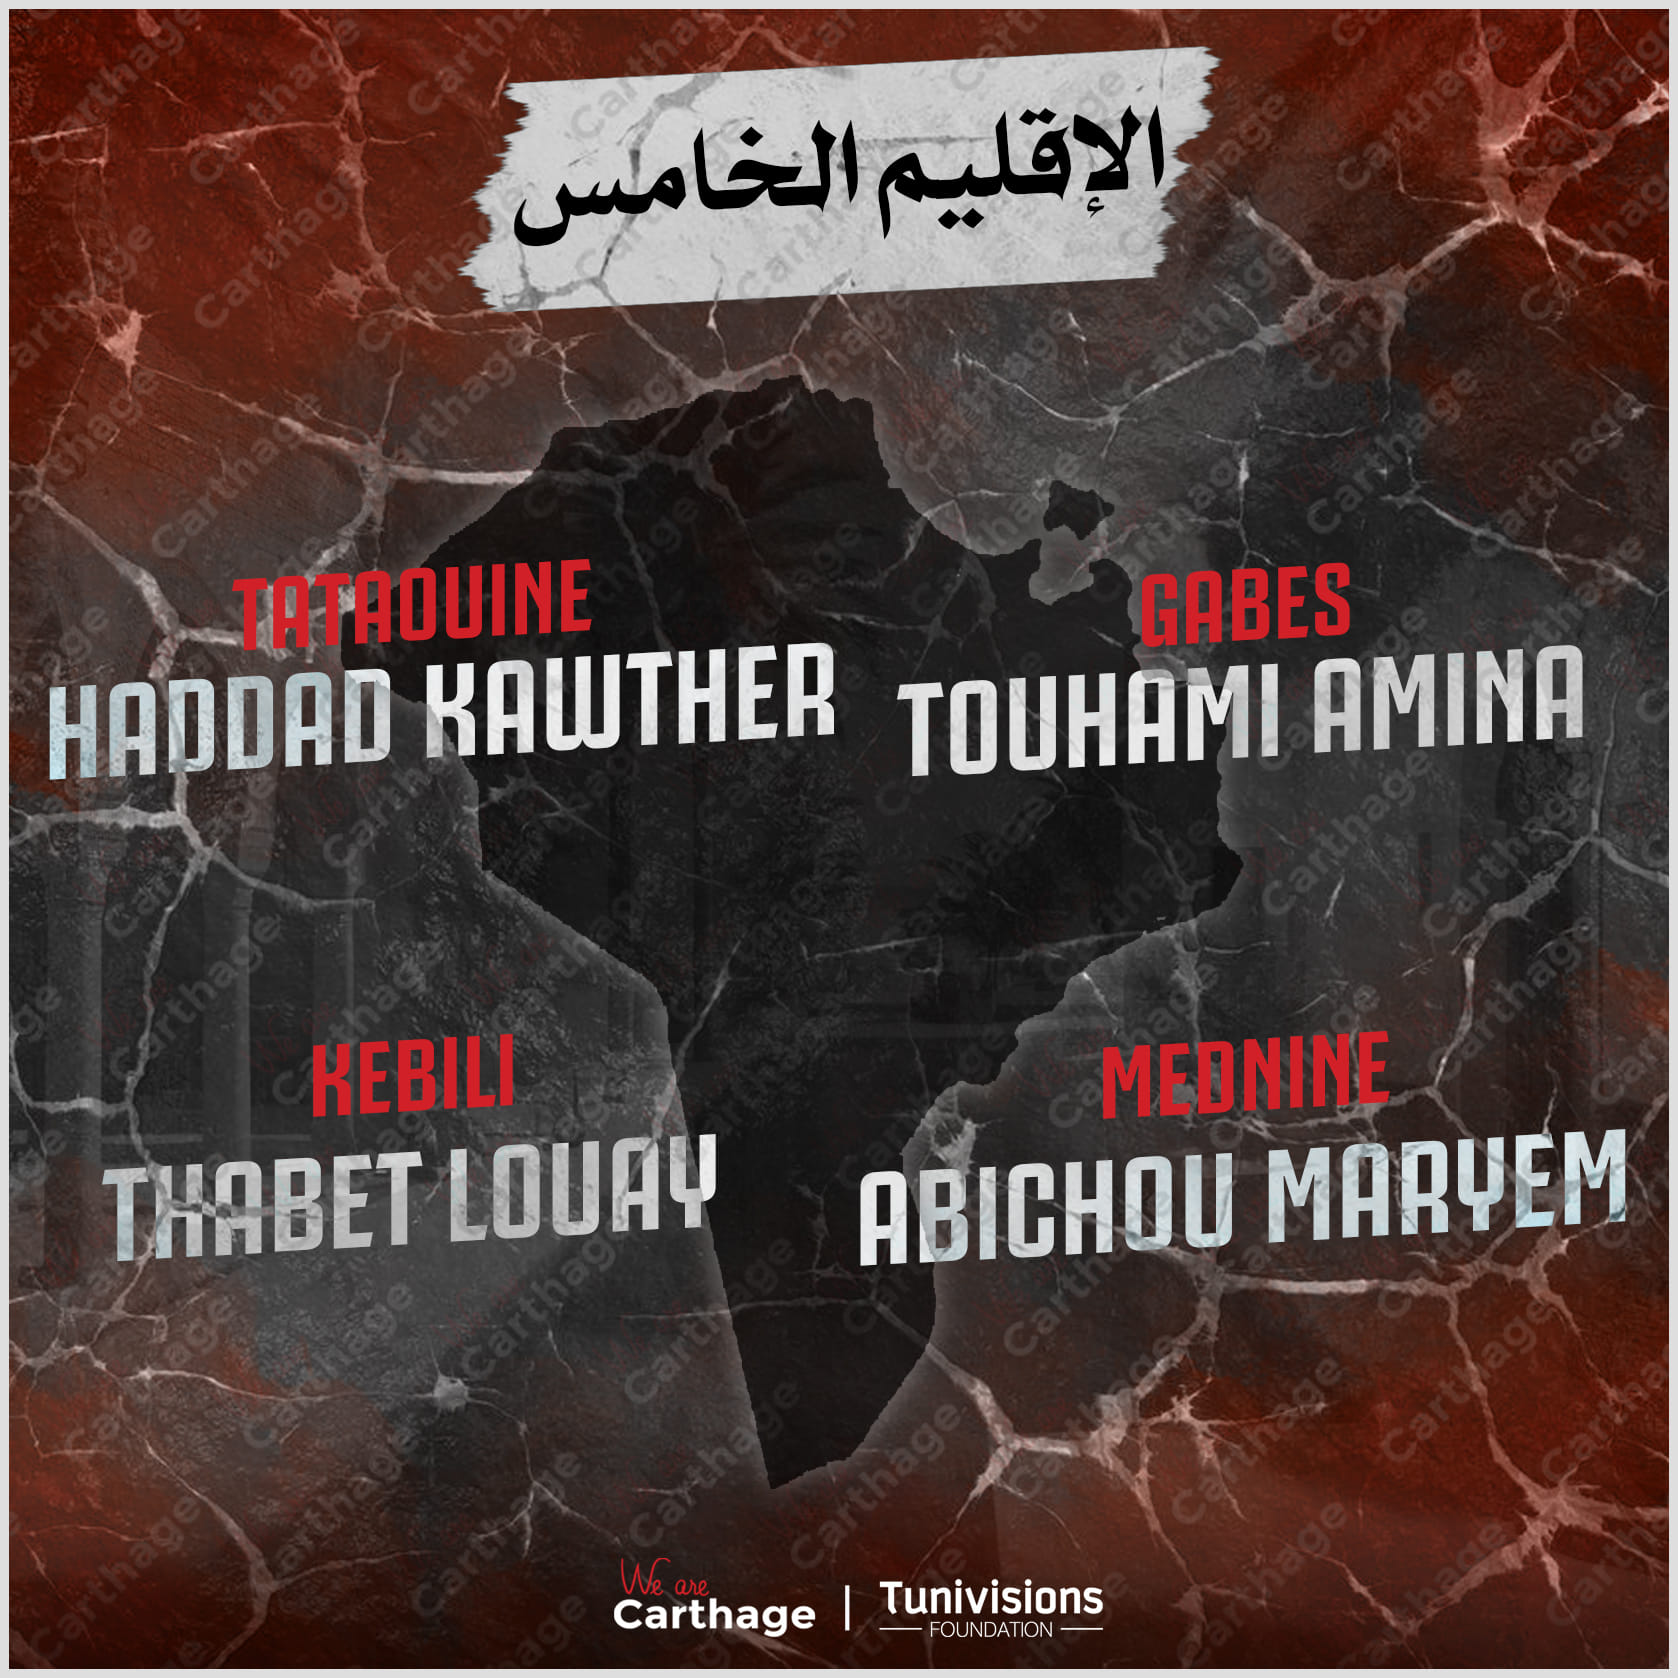 الإقليم الخامس
TATAOUINE
HADDAD KAWTHER
GABES
TOUHAMI AMINA
KEBILI
THABET LOUAY
MEDNINE
ABICHOU MARYEM
We are
Carthage
Tunivisions
FOUNDATION